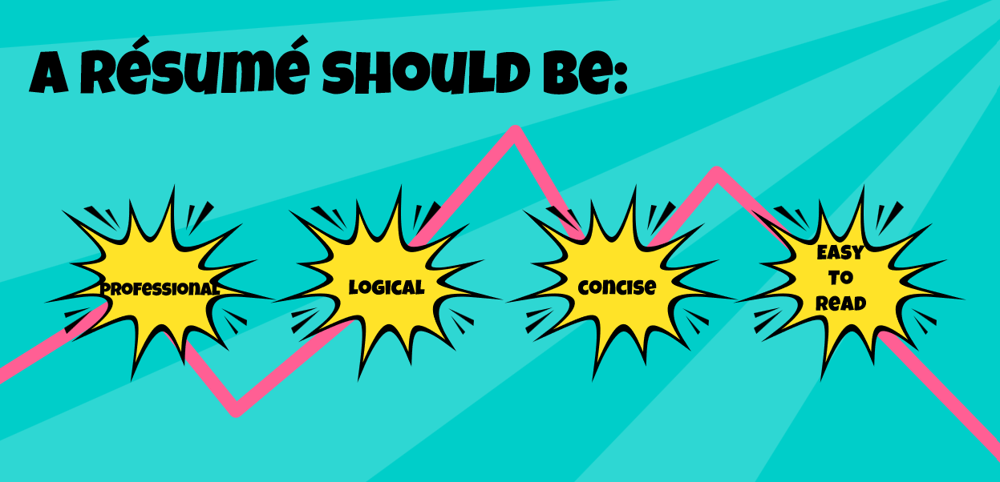 A Résumé should be:
Professional
Logical
Concise
Easy
to
Read